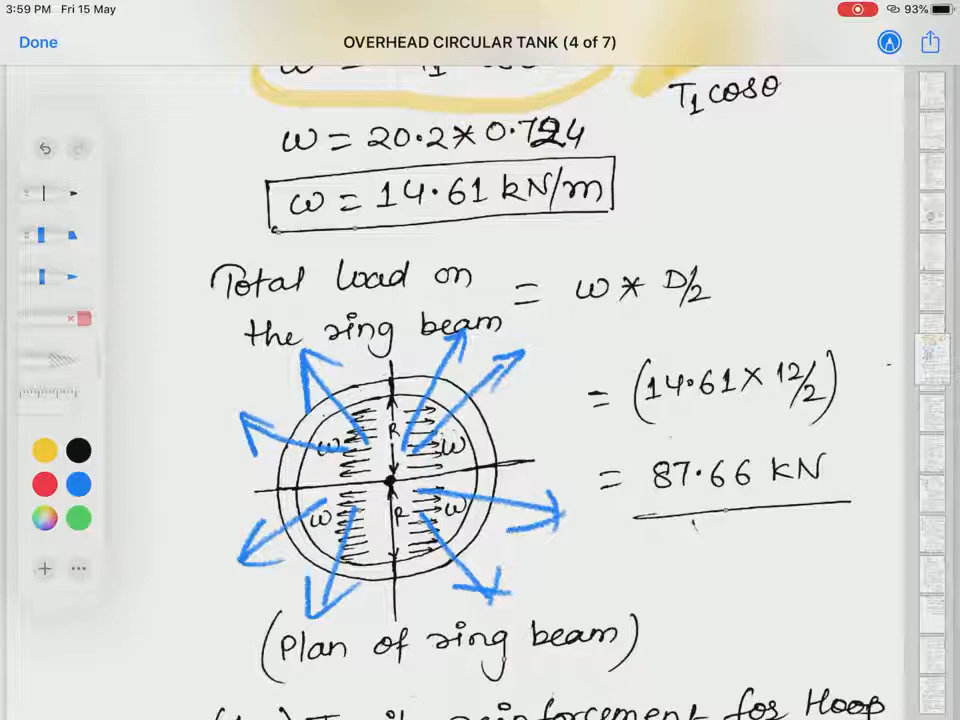 3:59 PM Fri 15 May
93%
Done
OVERHEAD CIRCULAR TANK (4 of 7)
T1 cosθ
ω = 20.2 * 0.724
ω = 14.61 kN/m
Total load on the ring beam = ω * D/2
= (14.61 × 12/2)
= 87.66 kN
R
ω ω
ω R ω
(Plan of ring beam)
reinforcement for Hoop